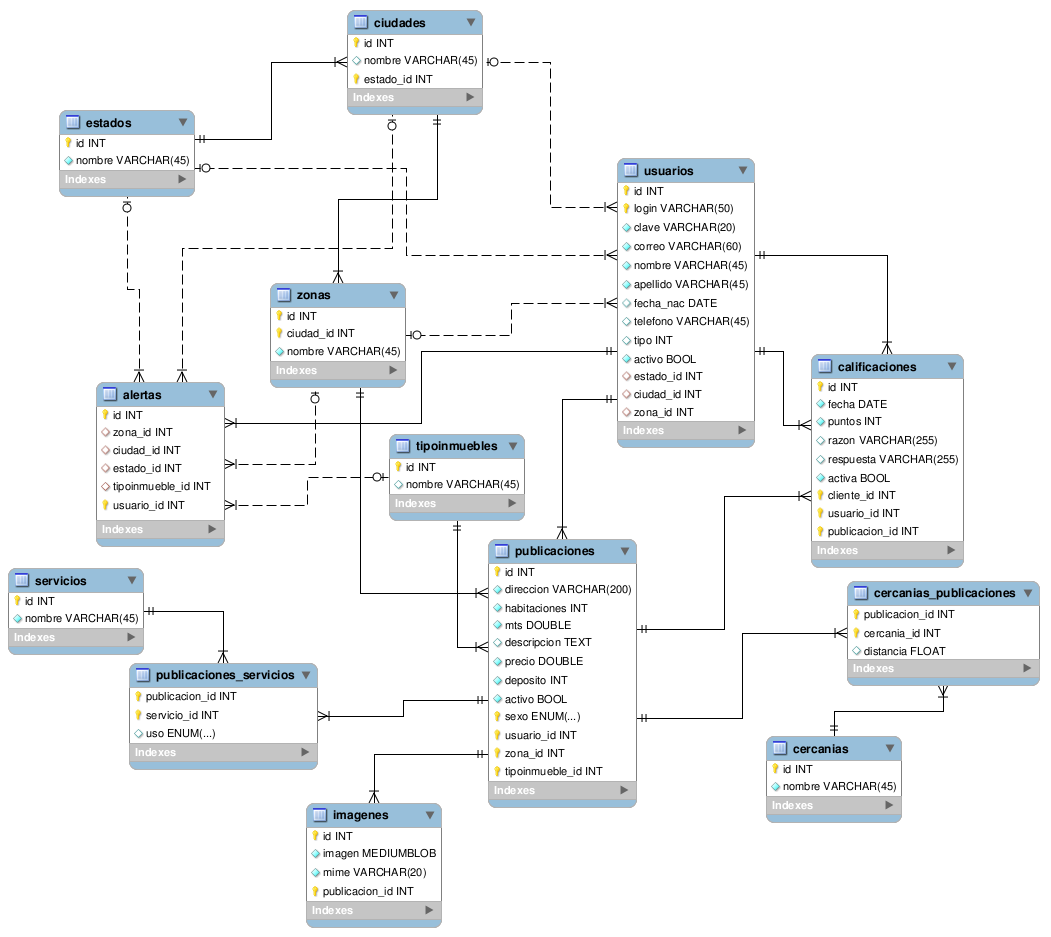 ciudades
id INT
nombre VARCHAR(45)
estado_id INT
Indexes
estados
id INT
nombre VARCHAR(45)
Indexes
usuarios
id INT
login VARCHAR(50)
clave VARCHAR(20)
correo VARCHAR(60)
nombre VARCHAR(45)
apellido VARCHAR(45)
fecha_nac DATE
telefono VARCHAR(45)
tipo INT
activo BOOL
estado_id INT
ciudad_id INT
zona_id INT
Indexes
zonas
id INT
ciudad_id INT
nombre VARCHAR(45)
Indexes
calificaciones
id INT
fecha DATE
puntos INT
razon VARCHAR(255)
respuesta VARCHAR(255)
activa BOOL
cliente_id INT
usuario_id INT
publicacion_id INT
Indexes
alertas
id INT
zona_id INT
ciudad_id INT
estado_id INT
tipoinmueble_id INT
usuario_id INT
Indexes
tipoinmuebles
id INT
nombre VARCHAR(45)
Indexes
publicaciones
id INT
direccion VARCHAR(200)
habitaciones INT
mts DOUBLE
descripcion TEXT
precio DOUBLE
deposito INT
activo BOOL
sexo ENUM(...)
usuario_id INT
zona_id INT
tipoinmueble_id INT
Indexes
servicios
id INT
nombre VARCHAR(45)
Indexes
cercanias_publicaciones
publicacion_id INT
cercania_id INT
distancia FLOAT
Indexes
publicaciones_servicios
publicacion_id INT
servicio_id INT
uso ENUM(...)
Indexes
cercanias
id INT
nombre VARCHAR(45)
Indexes
imagenes
id INT
imagen MEDIUMBLOB
mime VARCHAR(20)
publicacion_id INT
Indexes